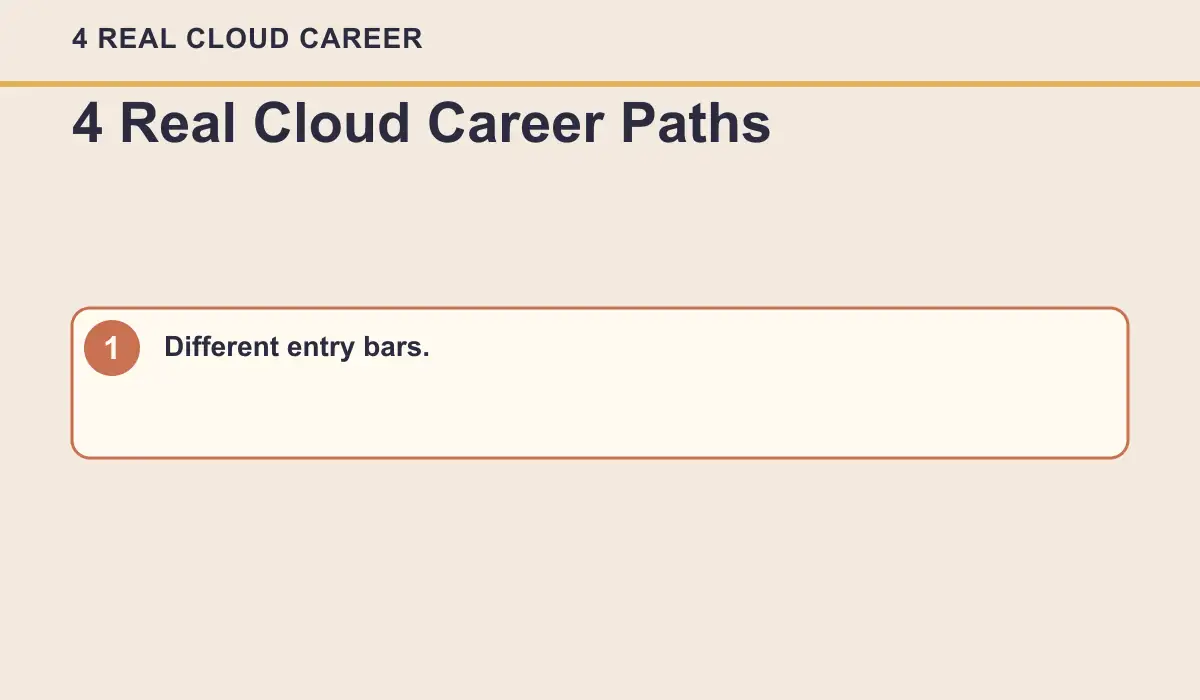 4 REAL CLOUD CAREER
4 Real Cloud Career Paths
1 Different entry bars.